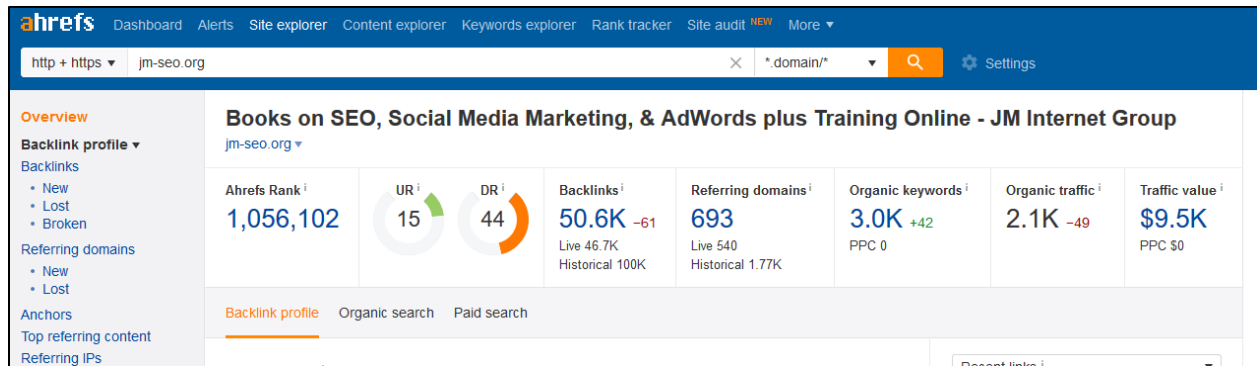 ahrefs Dashboard Alerts Site explorer Content explorer Keywords explorer Rank tracker Site audit NEW More ▾
http + https ▾ jm-seo.org × *.domain/* ▾ Settings
Overview
Backlink profile ▾
Backlinks
• New
• Lost
• Broken
Referring domains
• New
• Lost
Anchors
Top referring content
Referring IPs
Books on SEO, Social Media Marketing, & AdWords plus Training Online - JM Internet Group
jm-seo.org ▾
Ahrefs Rank i
1,056,102
UR i
15
DR i
44
Backlinks i
50.6K –61
Live 46.7K
Historical 100K
Referring domains i
693
Live 540
Historical 1.77K
Organic keywords i
3.0K +42
PPC 0
Organic traffic i
2.1K –49
Traffic value i
$9.5K
PPC $0
Backlink profile Organic search Paid search
Recent links i ▾